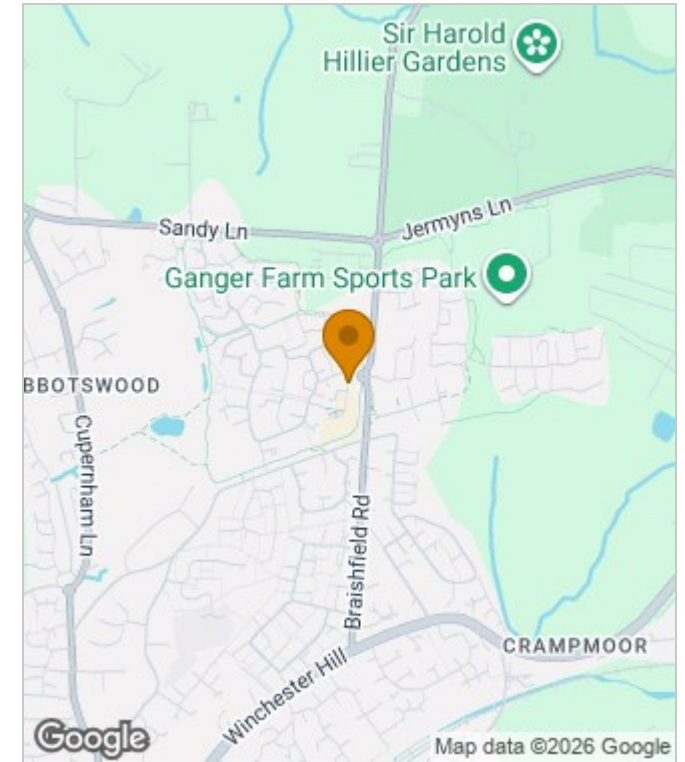 Sir Harold
Hillier Gardens
Sandy Ln
Jermyns Ln
Ganger Farm Sports Park
BBOTSWOOD
Cupernham Ln
Braishfield Rd
CRAMPMOOR
Winchester Hill
Google
Map data ©2026 Google